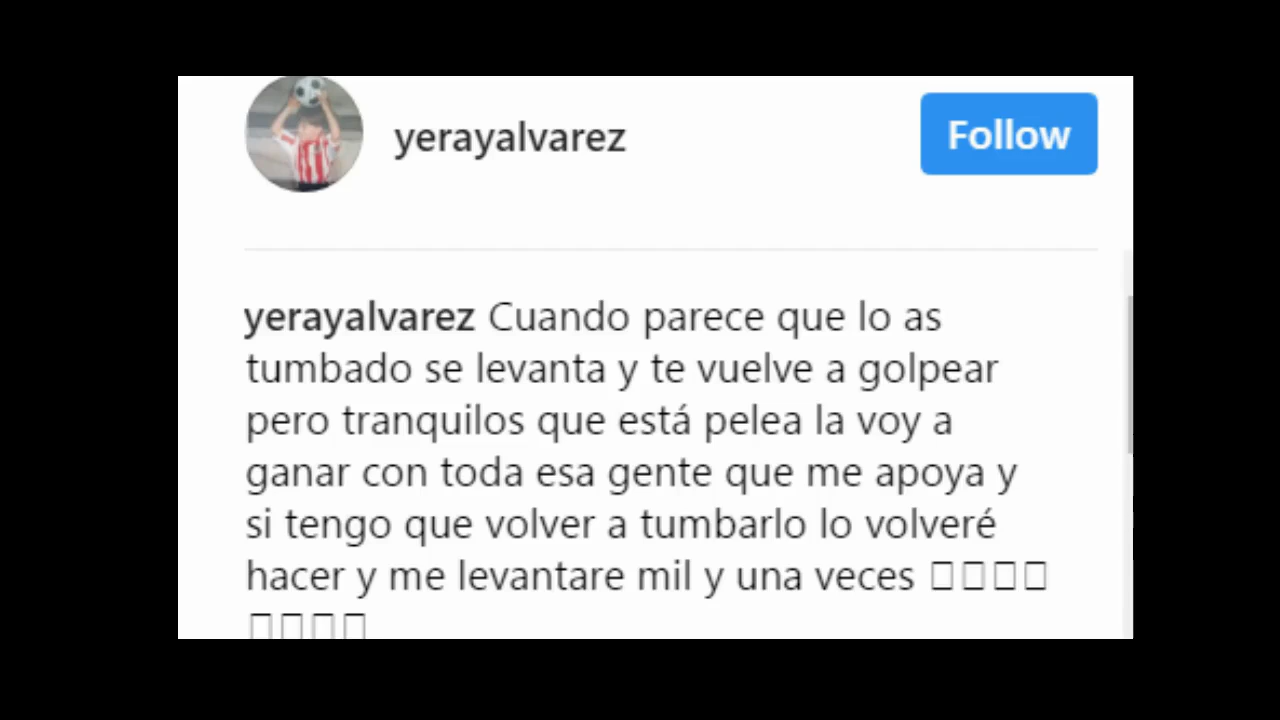 yerayalvarez
Follow
yerayalvarez Cuando parece que lo as
tumbado se levanta y te vuelve a golpear
pero tranquilos que está pelea la voy a
ganar con toda esa gente que me apoya y
si tengo que volver a tumbarlo lo volveré
hacer y me levantare mil y una veces □□□□
□□□□